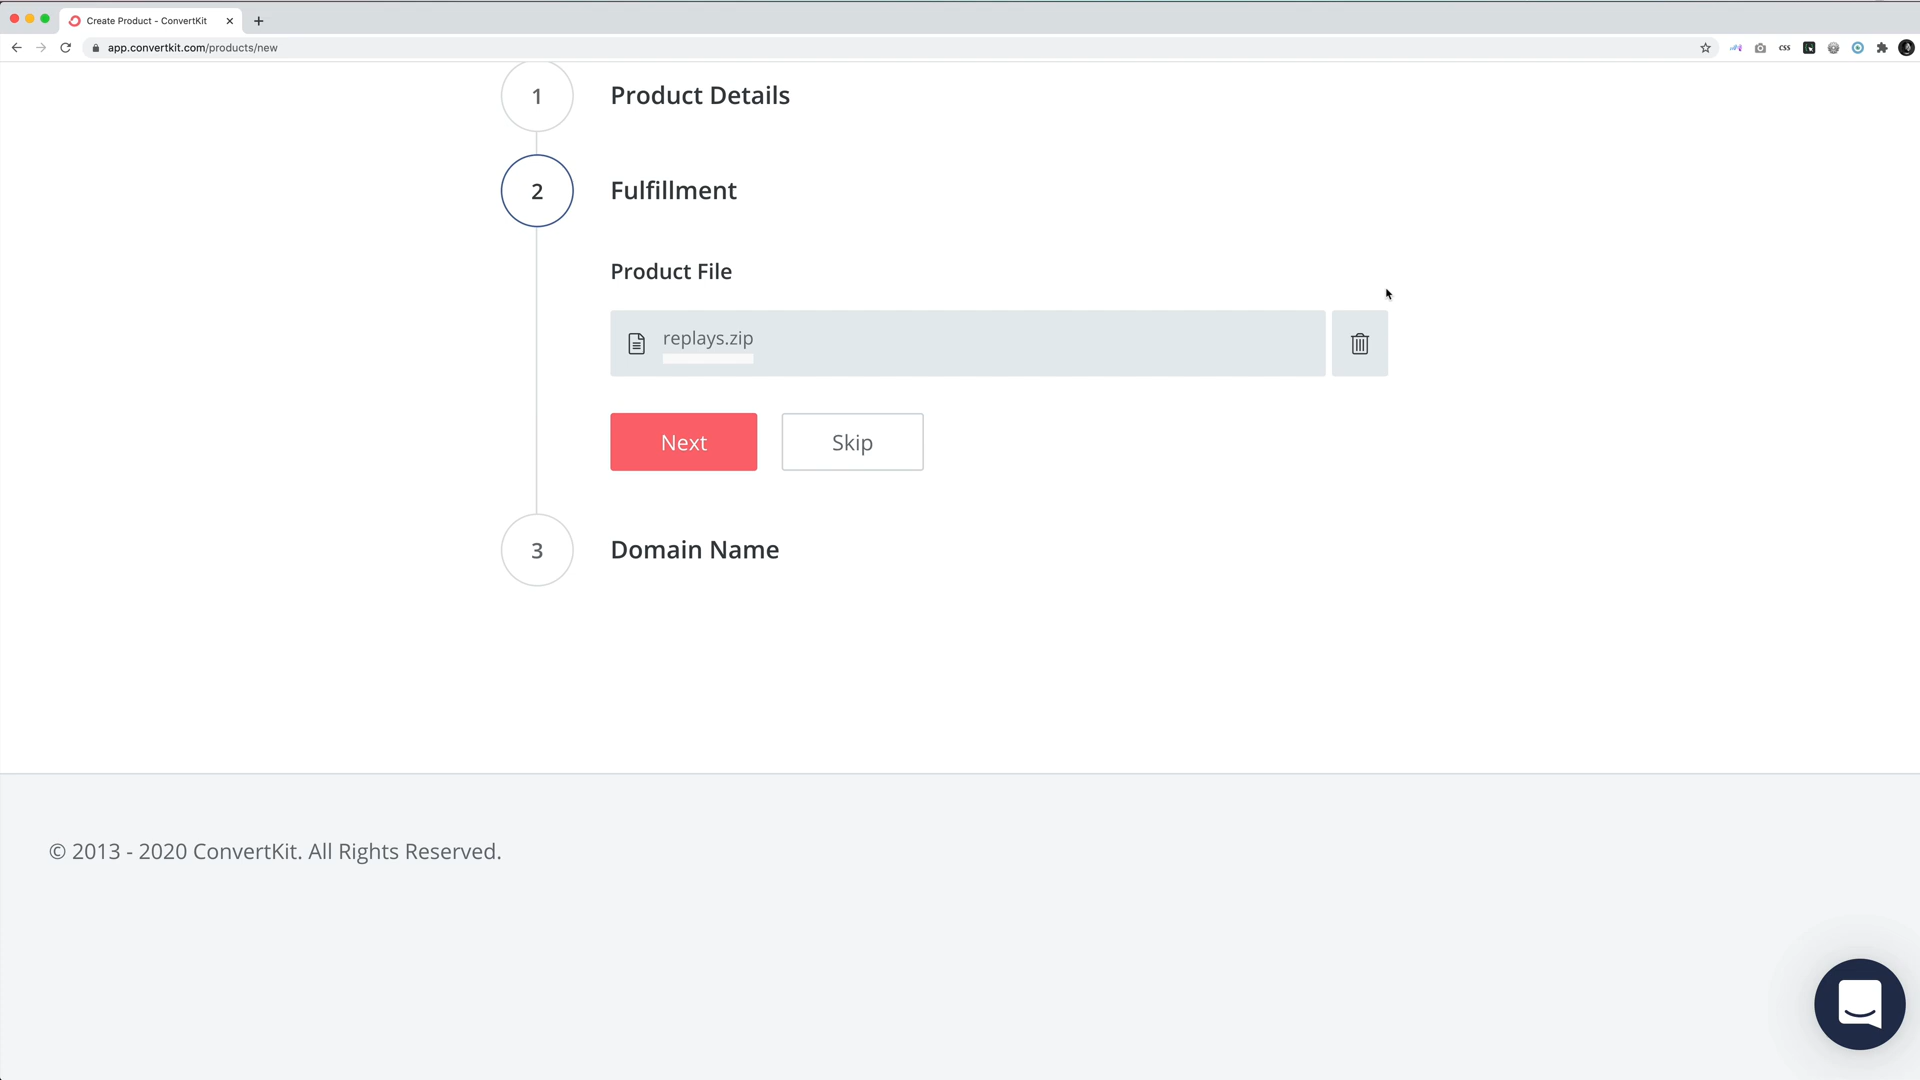 Create Product - ConvertKit
app.convertkit.com/products/new
CSS
1 Product Details
2 Fulfillment
Product File
replays.zip
Next Skip
3 Domain Name
© 2013 - 2020 ConvertKit. All Rights Reserved.